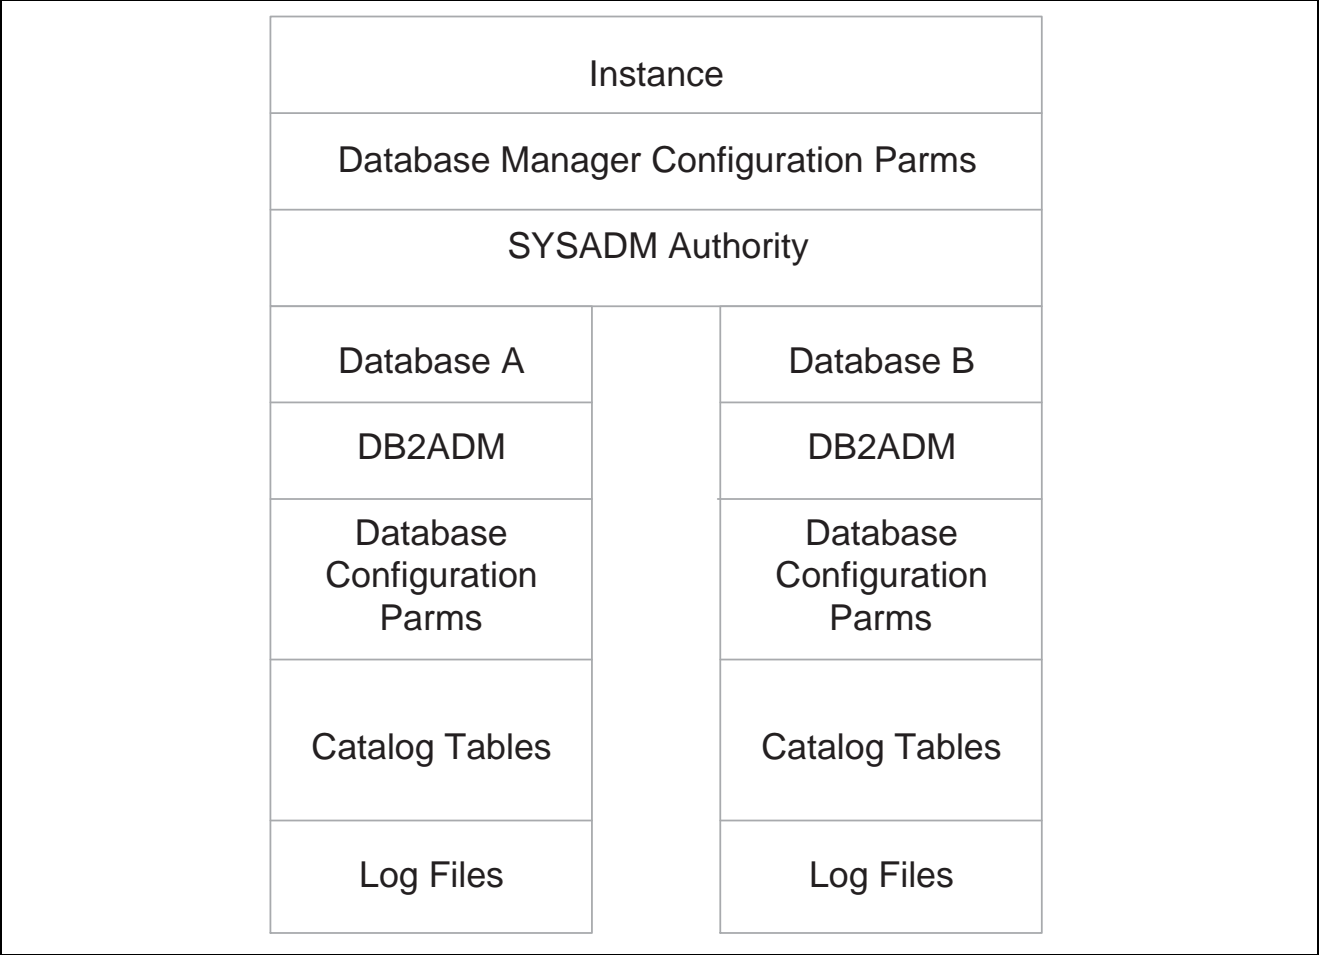 Instance
Database Manager Configuration Parms
SYSADM Authority
Database A
DB2ADM
Database
Configuration
Parms
Catalog Tables
Log Files
Database B
DB2ADM
Database
Configuration
Parms
Catalog Tables
Log Files